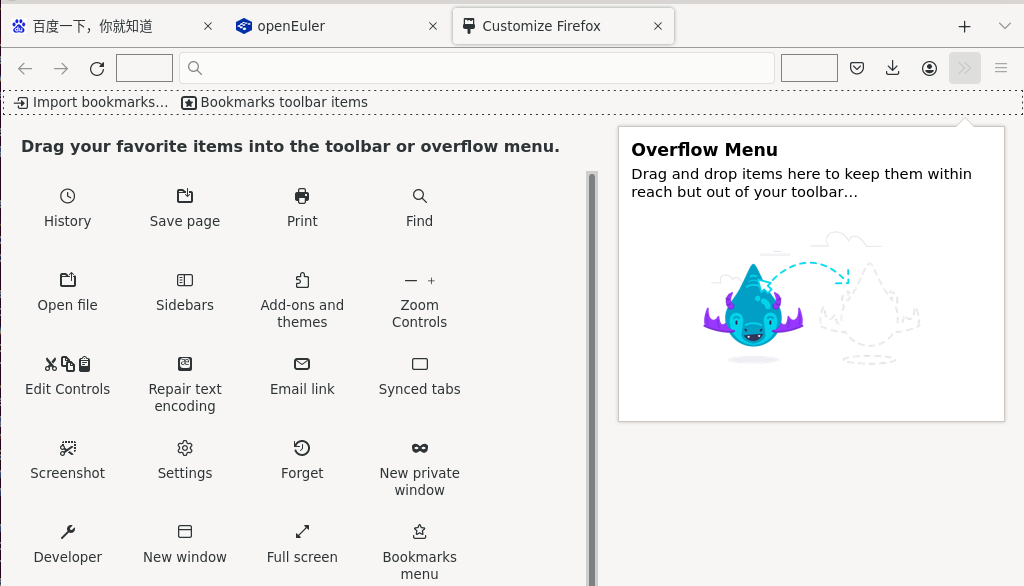 百度一下，你就知道
openEuler
Customize Firefox
Import bookmarks...
Bookmarks toolbar items
Drag your favorite items into the toolbar or overflow menu.
History
Save page
Print
Find
Open file
Sidebars
Add-ons and
themes
Zoom
Controls
Edit Controls
Repair text
encoding
Email link
Synced tabs
Screenshot
Settings
Forget
New private
window
Developer
New window
Full screen
Bookmarks
menu
Overflow Menu
Drag and drop items here to keep them within
reach but out of your toolbar…